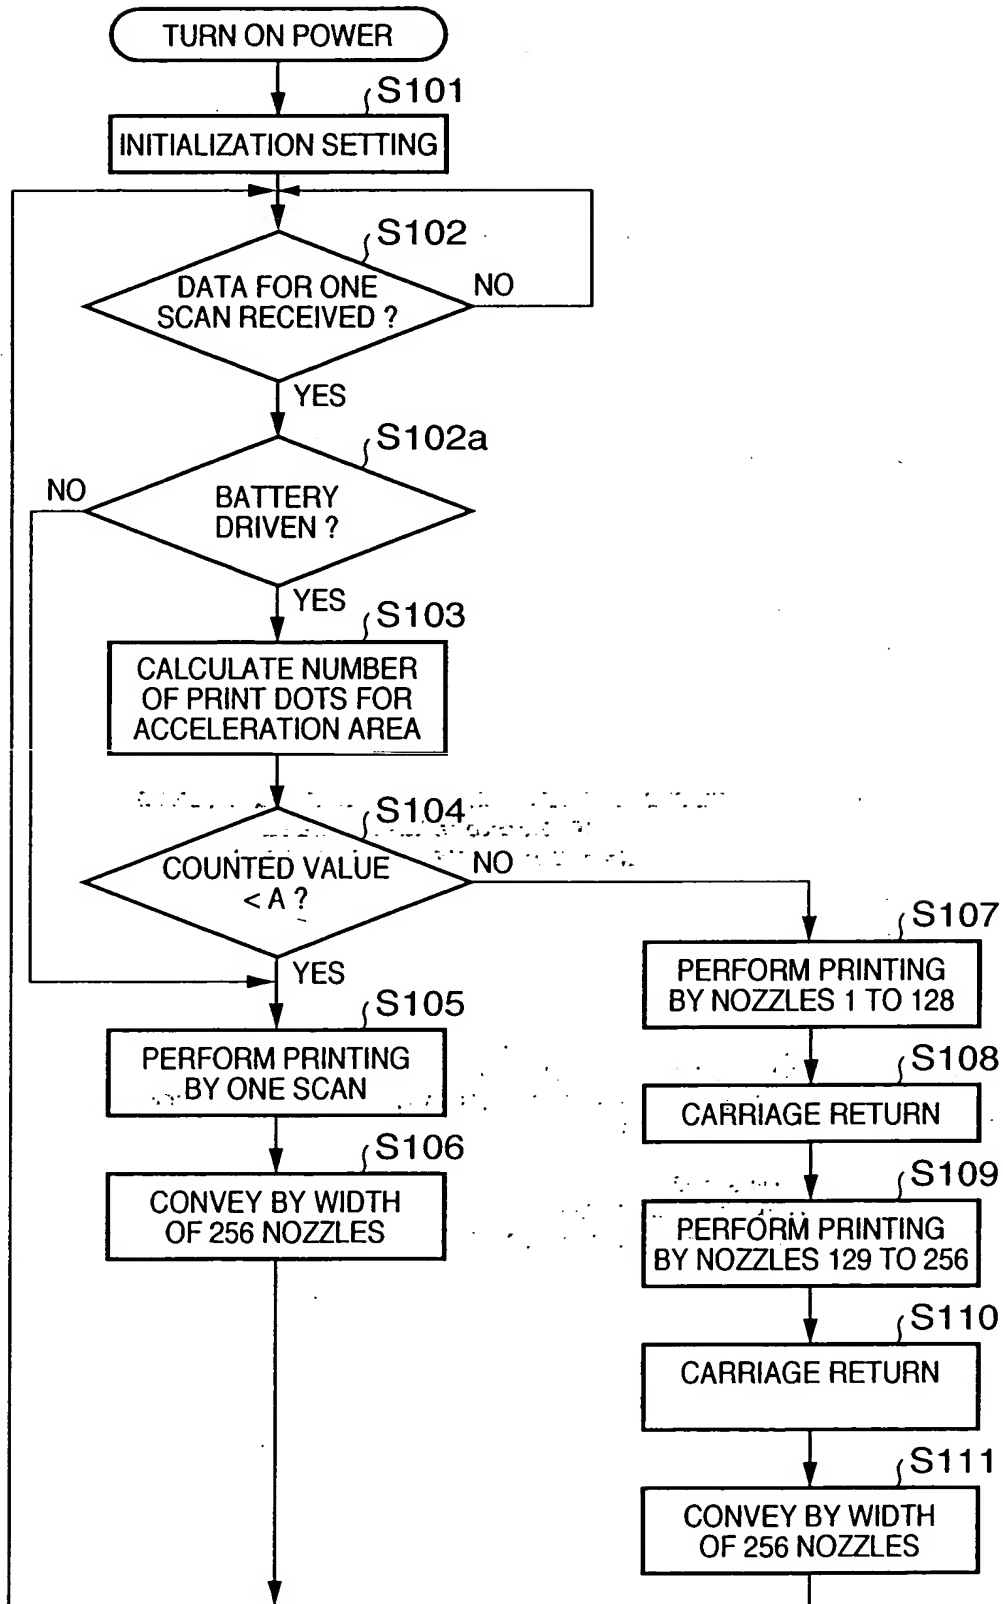 TURN ON POWER
S101
INITIALIZATION SETTING
S102
DATA FOR ONE
SCAN RECEIVED ?
NO
YES
S102a
NO
BATTERY
DRIVEN ?
YES
S103
CALCULATE NUMBER
OF PRINT DOTS FOR
ACCELERATION AREA
S104
COUNTED VALUE
< A ?
NO
YES
S105
PERFORM PRINTING
BY ONE SCAN
S106
CONVEY BY WIDTH
OF 256 NOZZLES
S107
PERFORM PRINTING
BY NOZZLES 1 TO 128
S108
CARRIAGE RETURN
S109
PERFORM PRINTING
BY NOZZLES 129 TO 256
S110
CARRIAGE RETURN
S111
CONVEY BY WIDTH
OF 256 NOZZLES